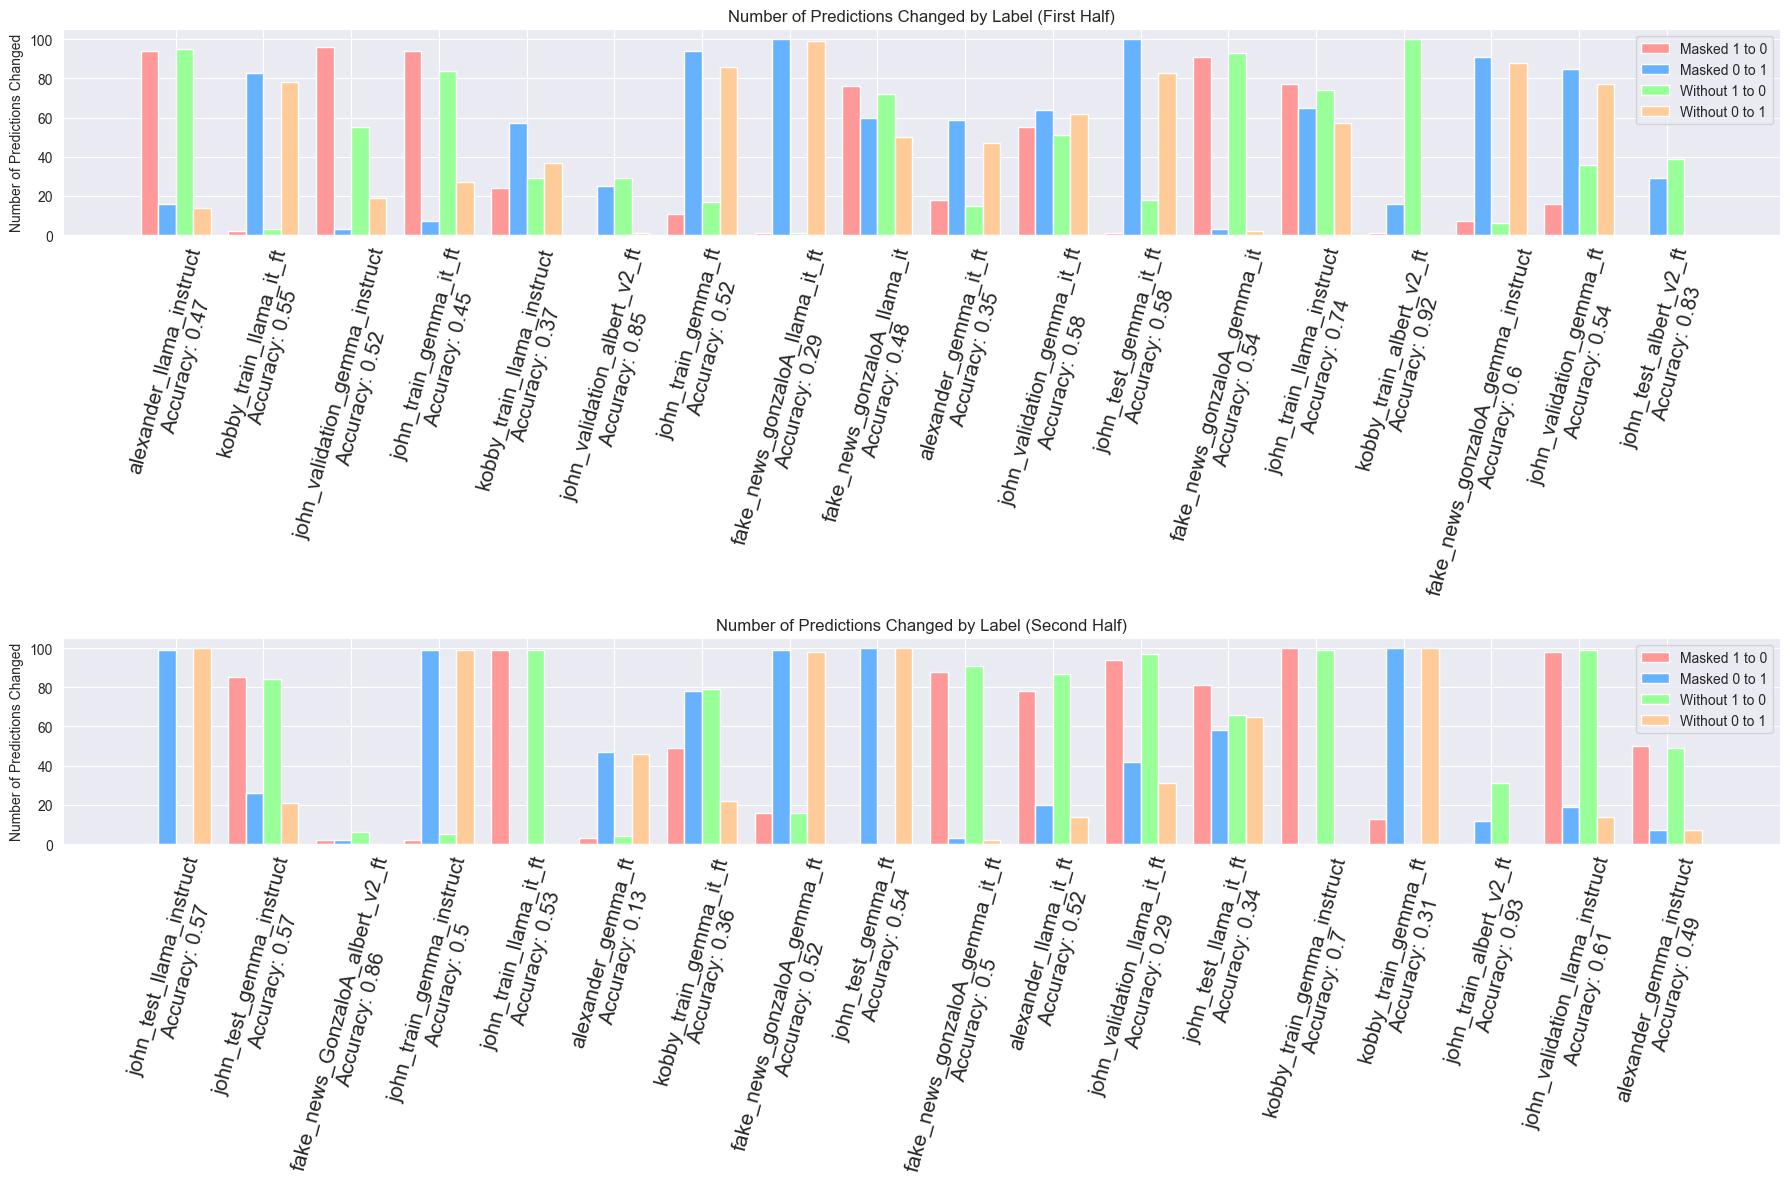 Number of Predictions Changed by Label (First Half)
Number of Predictions Changed
100
80
60
40
20
0
Masked 1 to 0
Masked 0 to 1
Without 1 to 0
Without 0 to 1
alexander_llama_instruct
Accuracy: 0.47
kobby_train_llama_it_ft
Accuracy: 0.55
john_validation_gemma_instruct
Accuracy: 0.52
john_train_gemma_it_ft
Accuracy: 0.45
kobby_train_llama_instruct
Accuracy: 0.37
john_validation_albert_v2_ft
Accuracy: 0.85
john_train_gemma_ft
Accuracy: 0.52
fake_news_gonzaloA_llama_it_ft
Accuracy: 0.29
fake_news_gonzaloA_llama_it
Accuracy: 0.48
alexander_gemma_it_ft
Accuracy: 0.35
john_validation_gemma_it_ft
Accuracy: 0.58
john_test_gemma_it_ft
Accuracy: 0.58
fake_news_gonzaloA_gemma_it
Accuracy: 0.54
john_train_llama_instruct
Accuracy: 0.74
kobby_train_albert_v2_ft
Accuracy: 0.92
fake_news_gonzaloA_gemma_instruct
Accuracy: 0.6
john_validation_gemma_ft
Accuracy: 0.54
john_test_albert_v2_ft
Accuracy: 0.83
Number of Predictions Changed by Label (Second Half)
Number of Predictions Changed
100
80
60
40
20
0
Masked 1 to 0
Masked 0 to 1
Without 1 to 0
Without 0 to 1
john_test_llama_instruct
Accuracy: 0.57
john_test_gemma_instruct
Accuracy: 0.57
fake_news_GonzaloA_albert_v2_ft
Accuracy: 0.86
john_train_gemma_instruct
Accuracy: 0.5
john_train_llama_it_ft
Accuracy: 0.53
alexander_gemma_ft
Accuracy: 0.13
kobby_train_gemma_it_ft
Accuracy: 0.36
fake_news_gonzaloA_gemma_ft
Accuracy: 0.52
john_test_gemma_ft
Accuracy: 0.54
fake_news_gonzaloA_gemma_it_ft
Accuracy: 0.5
alexander_llama_it_ft
Accuracy: 0.52
john_validation_llama_it_ft
Accuracy: 0.29
john_test_llama_it_ft
Accuracy: 0.34
kobby_train_gemma_instruct
Accuracy: 0.7
kobby_train_gemma_ft
Accuracy: 0.31
john_train_albert_v2_ft
Accuracy: 0.93
john_validation_llama_instruct
Accuracy: 0.61
alexander_gemma_instruct
Accuracy: 0.49